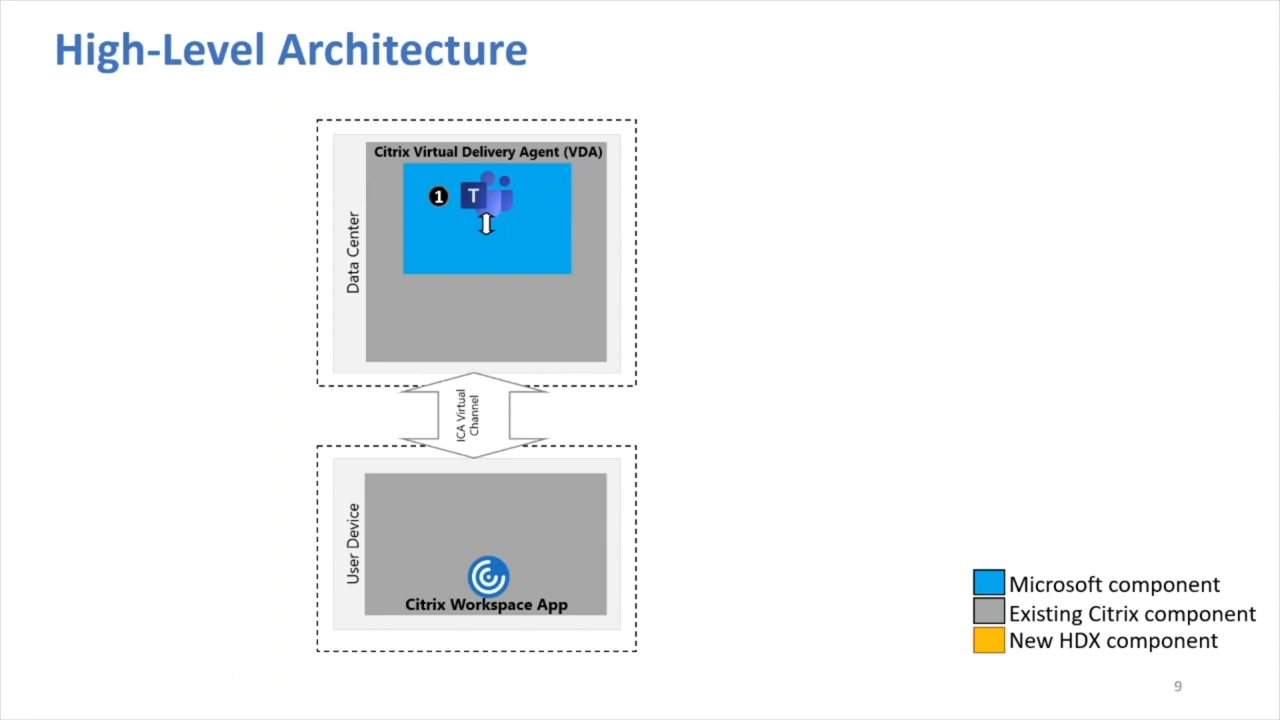 High-Level Architecture
Citrix Virtual Delivery Agent (VDA)
1
T
Data Center
ICA Virtual
Channel
User Device
Citrix Workspace App
Microsoft component
Existing Citrix component
New HDX component
9